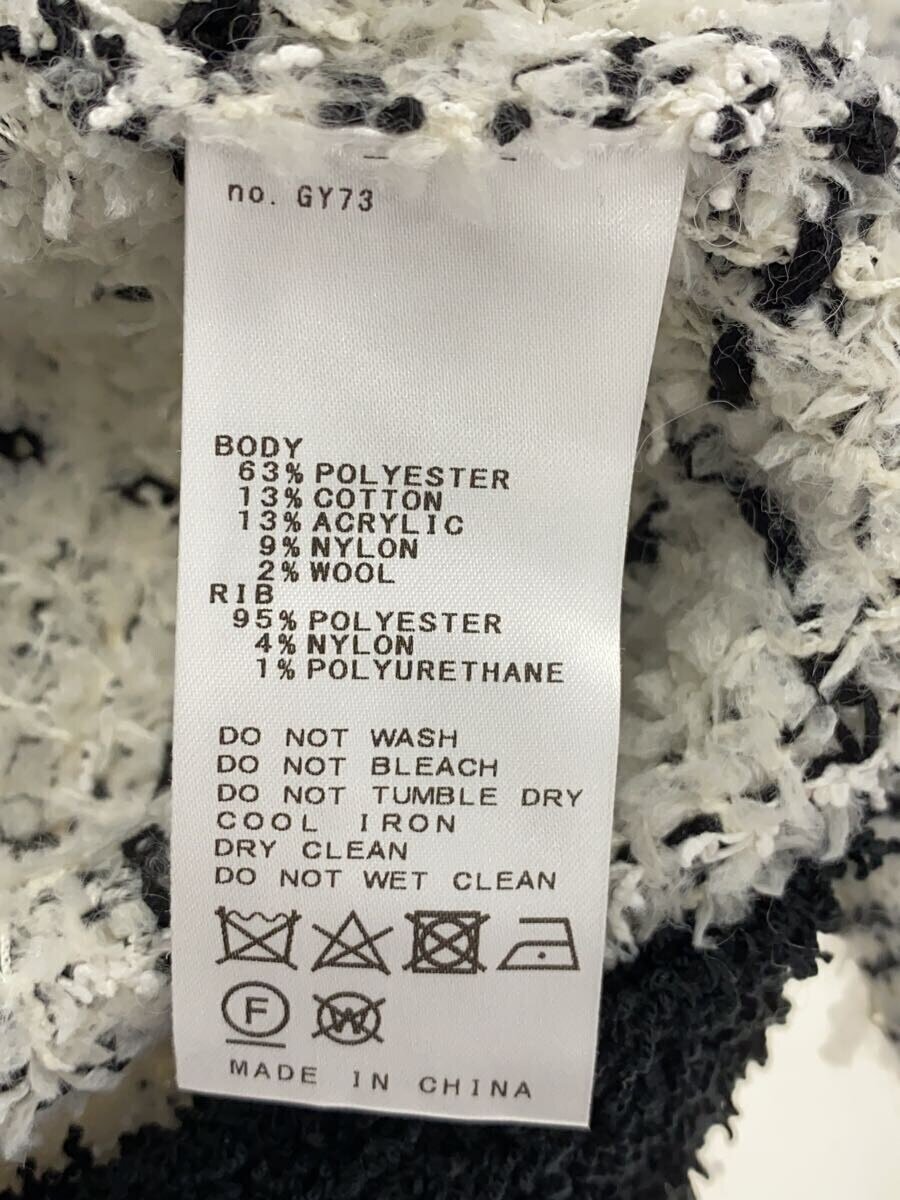 no. GY73
BODY
63% POLYESTER
13% COTTON
13% ACRYLIC
9% NYLON
2% WOOL
RIB
95% POLYESTER
4% NYLON
1% POLYURETHANE
DO NOT WASH
DO NOT BLEACH
DO NOT TUMBLE DRY
COOL IRON
DRY CLEAN
DO NOT WET CLEAN
F W
MADE IN CHINA